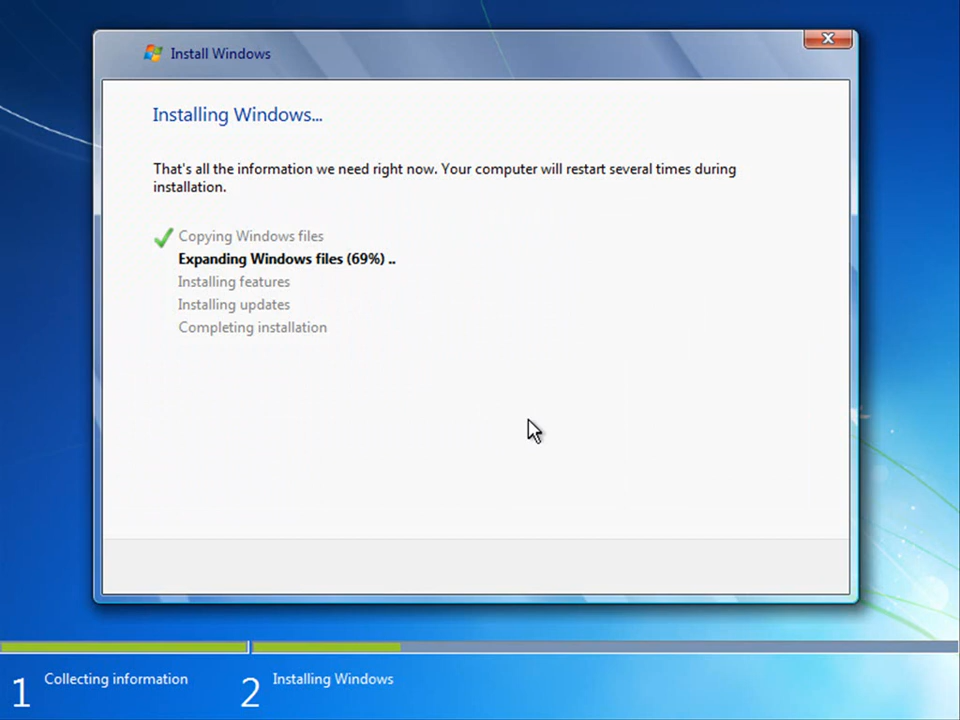 Install Windows
Installing Windows...
That's all the information we need right now. Your computer will restart several times during
installation.
Copying Windows files
Expanding Windows files (69%) ..
Installing features
Installing updates
Completing installation
1 Collecting information
2 Installing Windows